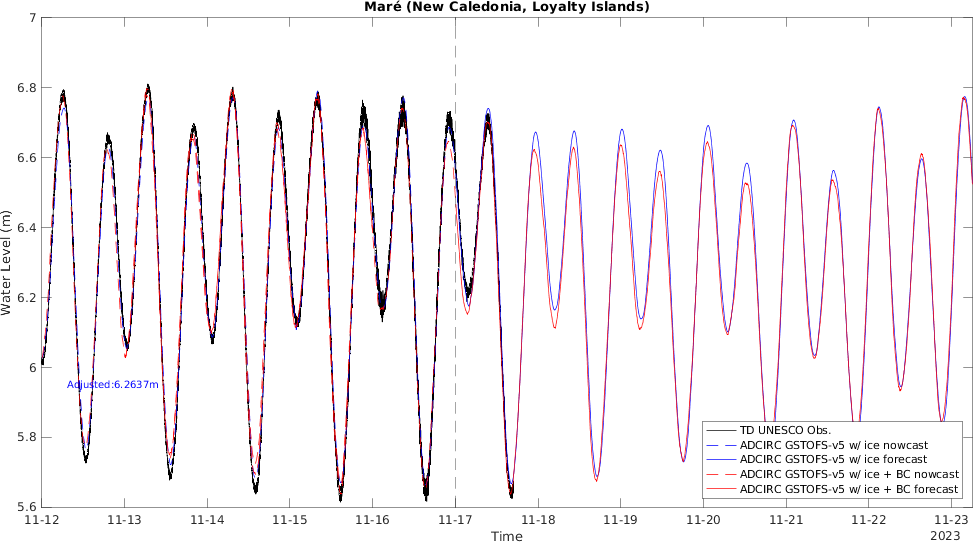 Maré (New Caledonia, Loyalty Islands)
7
6.8
6.6
6.4
6.2
6
5.8
5.6
Water Level (m)
Adjusted:6.2637m
TD UNESCO Obs.
ADCIRC GSTOFS-v5 w/ ice nowcast
ADCIRC GSTOFS-v5 w/ ice forecast
ADCIRC GSTOFS-v5 w/ ice + BC nowcast
ADCIRC GSTOFS-v5 w/ ice + BC forecast
11-12 11-13 11-14 11-15 11-16 11-17 11-18 11-19 11-20 11-21 11-22 11-23
2023
Time